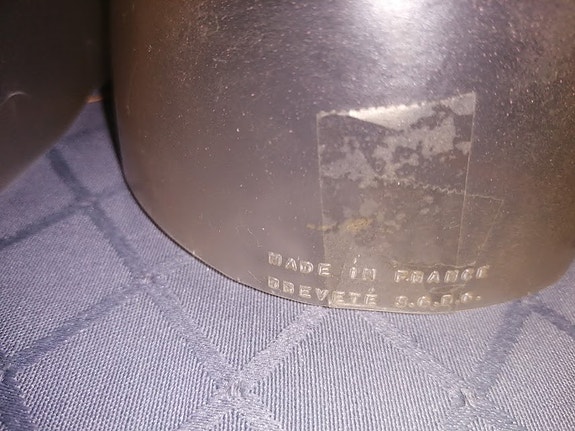 MADE IN FRANCE
BREVETÉ S.G.D.G.